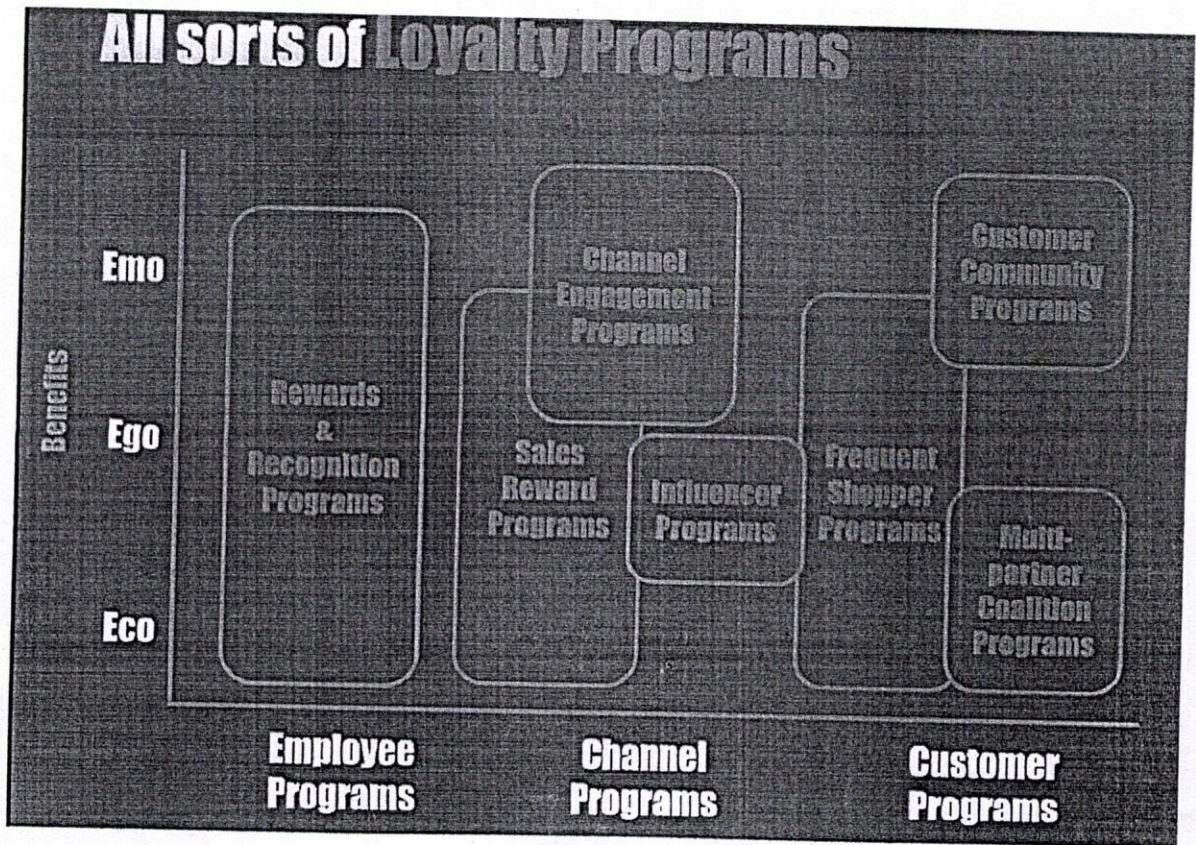 All sorts of Loyalty Programs
Emo
Benefits
Ego
Eco
Rewards
&
Recognition
Programs
Channel
Engagement
Programs
Sales
Reward
Programs
Influencer
Programs
Frequent
Shopper
Programs
Customer
Community
Programs
Multi-
partner
Coalition
Programs
Employee
Programs
Channel
Programs
Customer
Programs